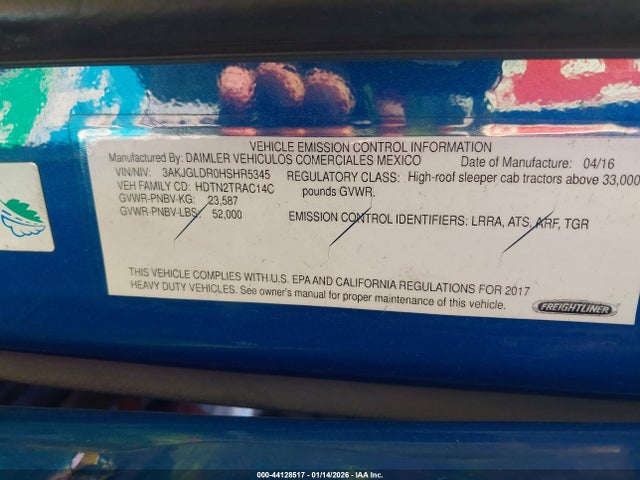 VEHICLE EMISSION CONTROL INFORMATION
Manufactured By: DAIMLER VEHICULOS COMERCIALES MEXICO Date of Manufacture: 04/16
VIN/NIV: 3AKJGLDR0HSHR5345 REGULATORY CLASS: High-roof sleeper cab tractors above 33,000
VEH FAMILY CD: HDTN2TRAC14C pounds GVWR.
GVWR-PNBV-KG: 23,587
GVWR-PNBV-LBS: 52,000 EMISSION CONTROL IDENTIFIERS: LRRA, ATS, ARF, TGR
THIS VEHICLE COMPLIES WITH U.S. EPA AND CALIFORNIA REGULATIONS FOR 2017
HEAVY DUTY VEHICLES. See owner's manual for proper maintenance of this vehicle.
FREIGHTLINER
000-44128517 - 01/14/2026 - IAA Inc.